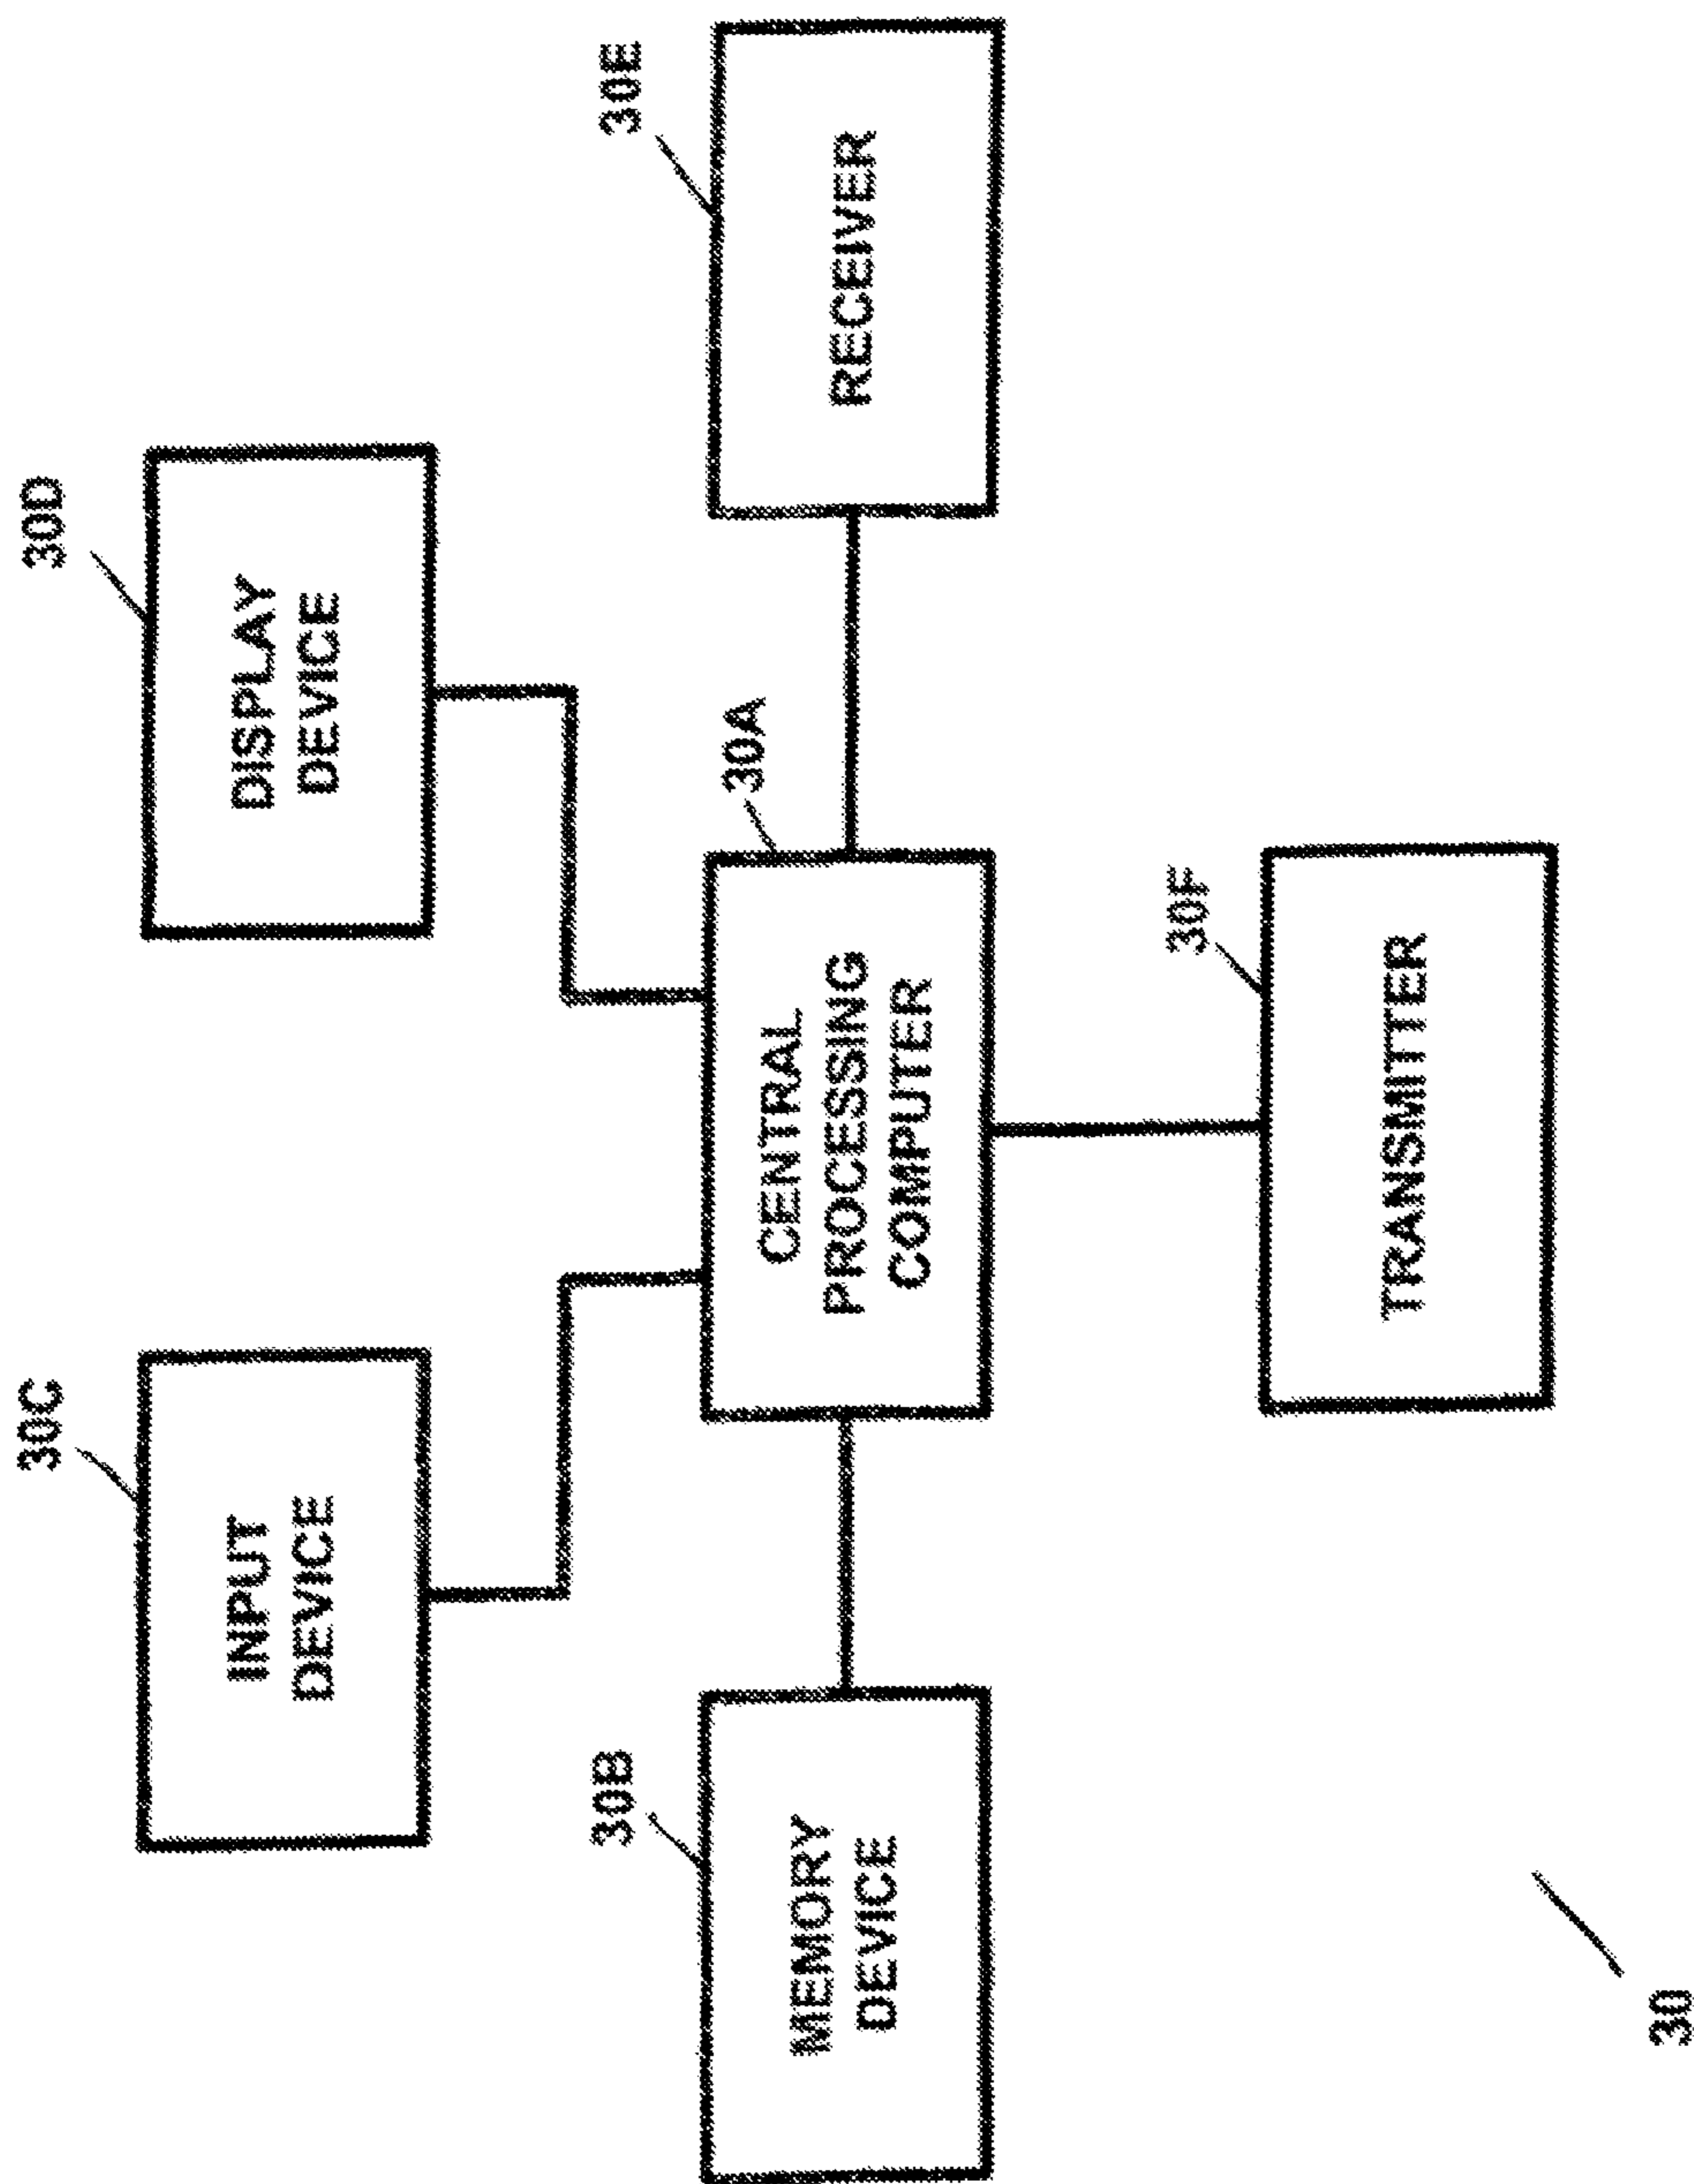 30C
INPUT
DEVICE
30D
DISPLAY
DEVICE
30B
MEMORY
DEVICE
30A
CENTRAL
PROCESSING
COMPUTER
30E
RECEIVER
30F
TRANSMITTER
30